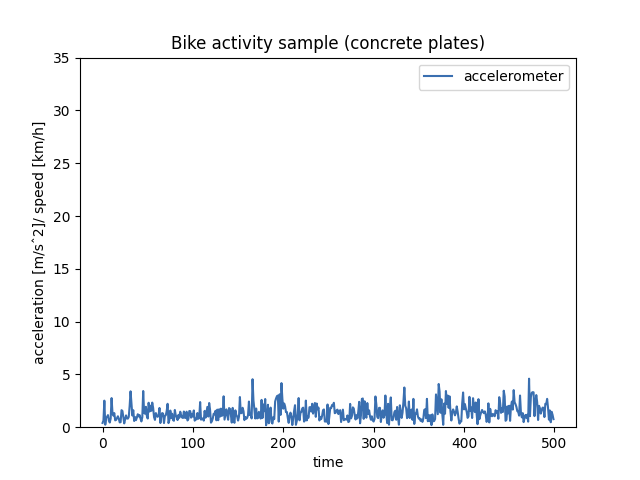 Bike activity sample (concrete plates)
accelerometer
acceleration [m/sˆ2]/ speed [km/h]
35
30
25
20
15
10
5
0
0 100 200 300 400 500
time